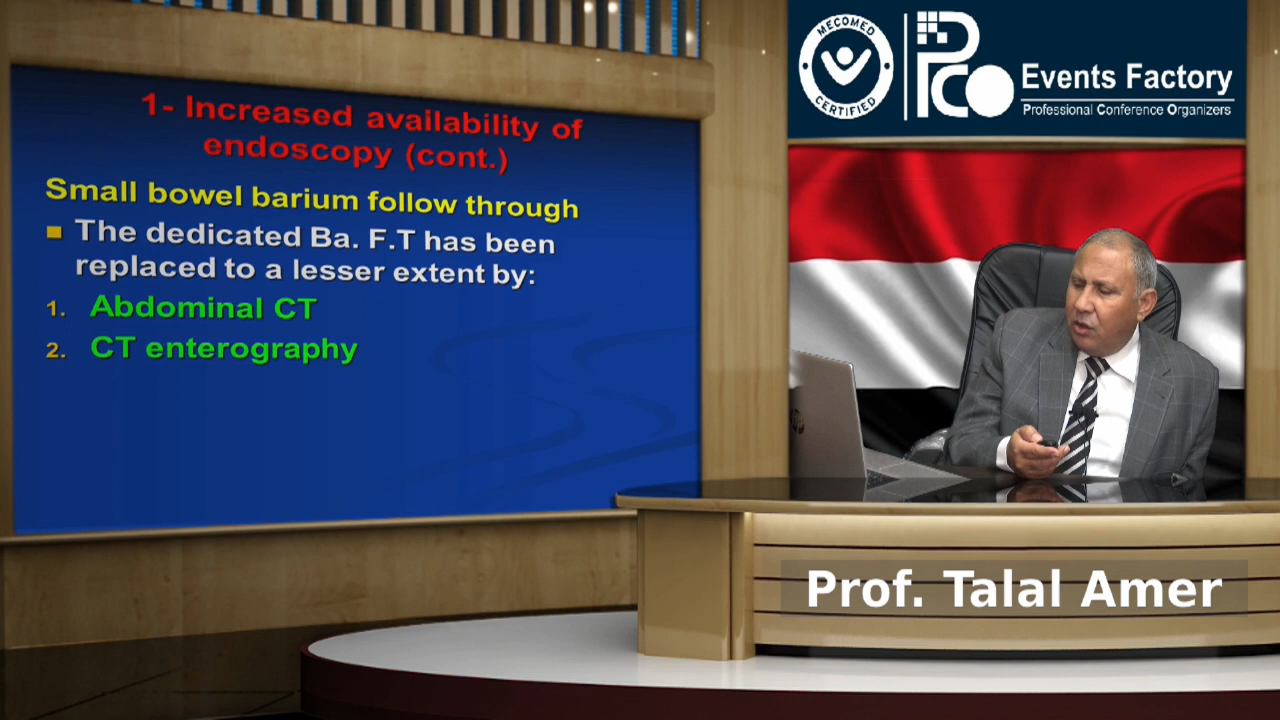 1- Increased availability of
endoscopy (cont.)
Small bowel barium follow through
The dedicated Ba. F.T has been
replaced to a lesser extent by:
1. Abdominal CT
2. CT enterography
MECOMED
CERTIFIED
PCO
Events Factory
Professional Conference Organizers
hp
Prof. Talal Amer